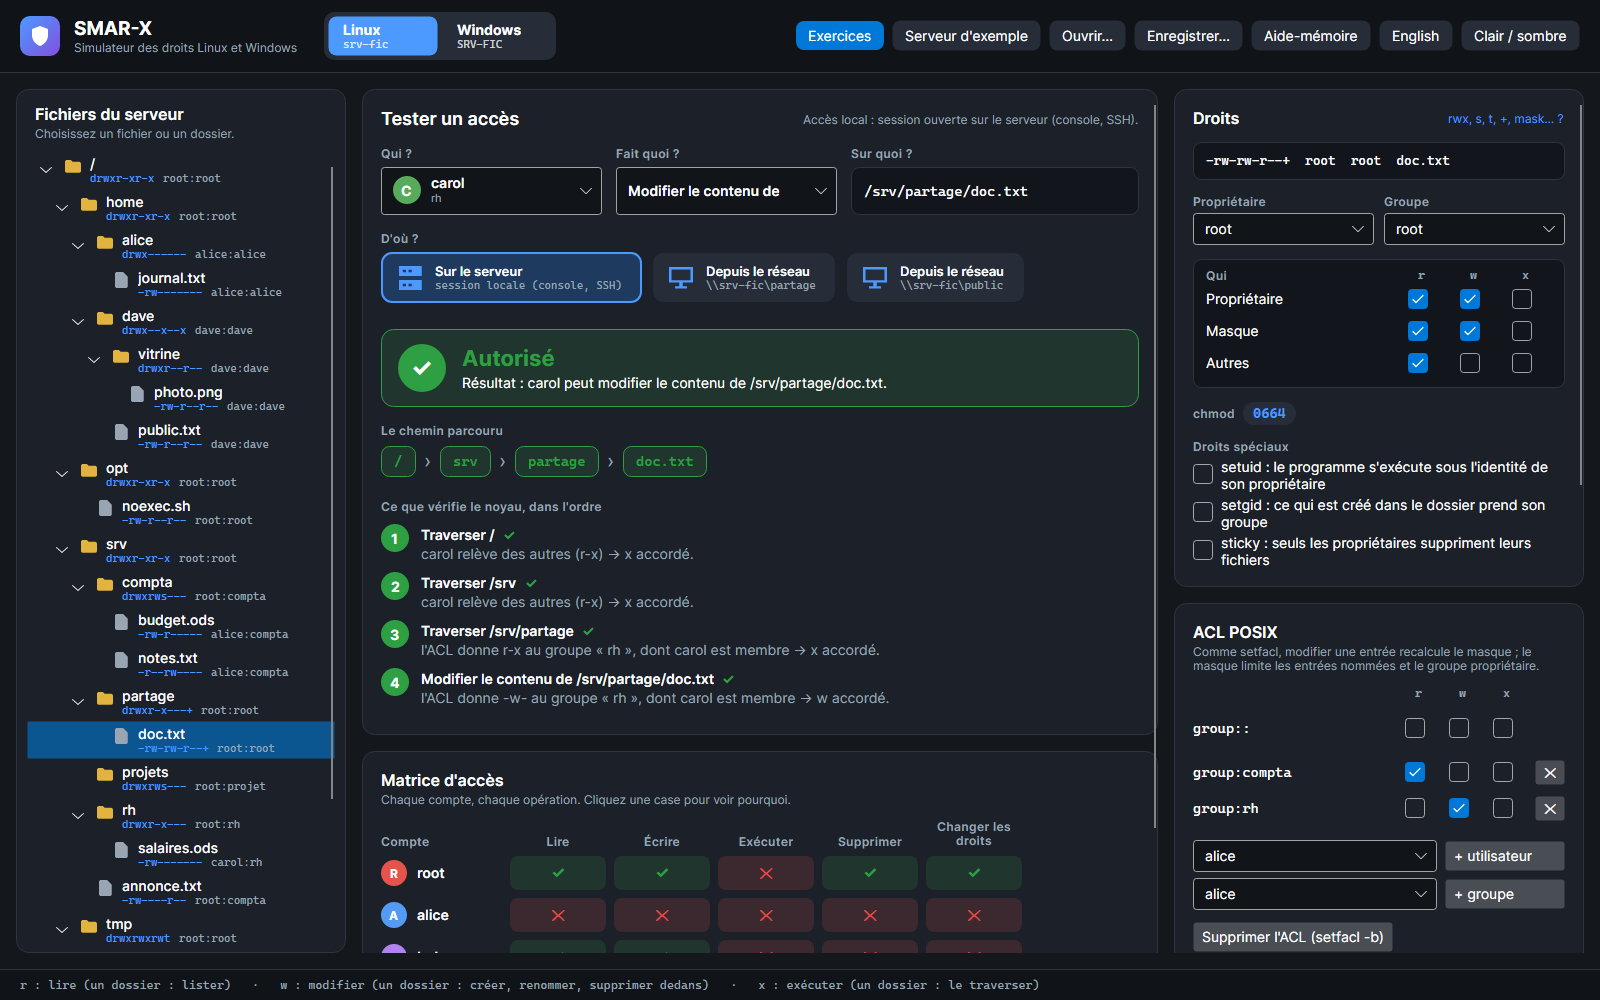 SMAR-X
Simulateur des droits Linux et Windows
Linux
srv-fic
Windows
SRV-FIC
Exercices
Serveur d'exemple
Ouvrir...
Enregistrer...
Aide-mémoire
English
Clair / sombre
Fichiers du serveur
Choisissez un fichier ou un dossier.
/
drwxr-xr-x root:root
home
drwxr-xr-x root:root
alice
drwx------ alice:alice
journal.txt
-rw------- alice:alice
dave
drwx--x--x dave:dave
vitrine
drwxr--r-- dave:dave
photo.png
-rw-r--r-- dave:dave
public.txt
-rw-r--r-- dave:dave
opt
drwxr-xr-x root:root
noexec.sh
-rw-r--r-- root:root
srv
drwxr-xr-x root:root
compta
drwxrws--- root:compta
budget.ods
-rw-r----- alice:compta
notes.txt
-r--rw---- alice:compta
partage
drwxr-x---+ root:root
doc.txt
-rw-rw-r--+ root:root
projets
drwxrws--- root:projet
rh
drwxr-x--- root:rh
salaires.ods
-rw------- carol:rh
annonce.txt
-rw----r-- root:compta
tmp
drwxrwxrwt root:root
Tester un accès
Accès local : session ouverte sur le serveur (console, SSH).
Qui ?
Fait quoi ?
Sur quoi ?
C
carol
rh
Modifier le contenu de
/srv/partage/doc.txt
D'où ?
Sur le serveur
session locale (console, SSH)
Depuis le réseau
\\srv-fic\partage
Depuis le réseau
\\srv-fic\public
Autorisé
Résultat : carol peut modifier le contenu de /srv/partage/doc.txt.
Le chemin parcouru
/ › srv › partage › doc.txt
Ce que vérifie le noyau, dans l'ordre
1 Traverser / ✓
carol relève des autres (r-x) → x accordé.
2 Traverser /srv ✓
carol relève des autres (r-x) → x accordé.
3 Traverser /srv/partage ✓
l'ACL donne r-x au groupe « rh », dont carol est membre → x accordé.
4 Modifier le contenu de /srv/partage/doc.txt ✓
l'ACL donne -w- au groupe « rh », dont carol est membre → w accordé.
Matrice d'accès
Chaque compte, chaque opération. Cliquez une case pour voir pourquoi.
Compte
Lire
Écrire
Exécuter
Supprimer
Changer les
droits
R root
A alice
Droits
rwx, s, t, +, mask... ?
-rw-rw-r--+ root root doc.txt
Propriétaire
Groupe
root
root
Qui r w x
Propriétaire
Masque
Autres
chmod 0664
Droits spéciaux
setuid : le programme s'exécute sous l'identité de
son propriétaire
setgid : ce qui est créé dans le dossier prend son
groupe
sticky : seuls les propriétaires suppriment leurs
fichiers
ACL POSIX
Comme setfacl, modifier une entrée recalcule le masque ; le
masque limite les entrées nommées et le groupe propriétaire.
r w x
group::
group:compta
group:rh
alice
+ utilisateur
alice
+ groupe
Supprimer l'ACL (setfacl -b)
r : lire (un dossier : lister) · w : modifier (un dossier : créer, renommer, supprimer dedans) · x : exécuter (un dossier : le traverser)